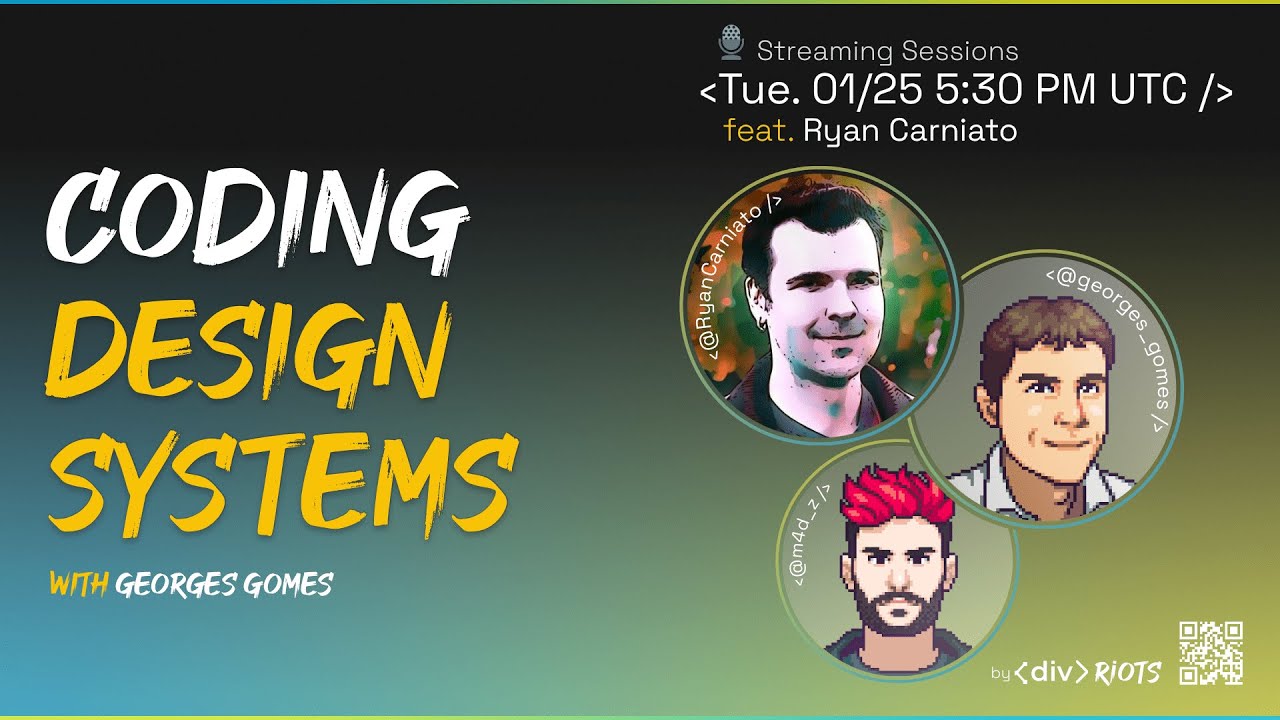 Streaming Sessions
<Tue. 01/25 5:30 PM UTC />
feat. Ryan Carniato
CODING
DESIGN
SYSTEMS
WITH GEORGES GOMES
<@RyanCarniato />
<@georges_gomes />
<@m4d_z />
by <div> RIOTS